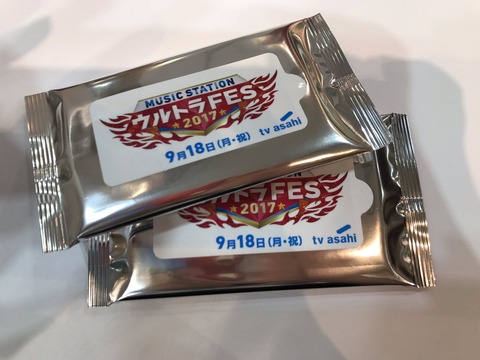 MUSIC STATION
ウルトラFES
★2017★
9月18日(月・祝) tv asahi
STATION
ルトラFES
2017★
9月18日(月・祝) tv asahi